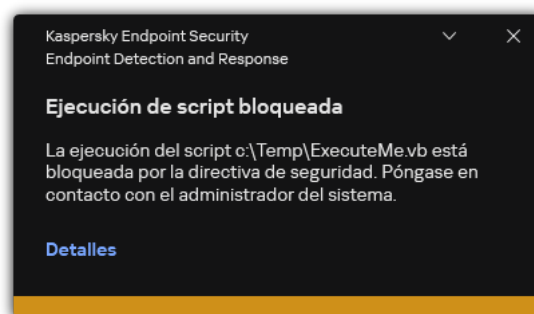 Kaspersky Endpoint Security
Endpoint Detection and Response
Ejecución de script bloqueada
La ejecución del script c:\Temp\ExecuteMe.vb está
bloqueada por la directiva de seguridad. Póngase en
contacto con el administrador del sistema.
Detalles